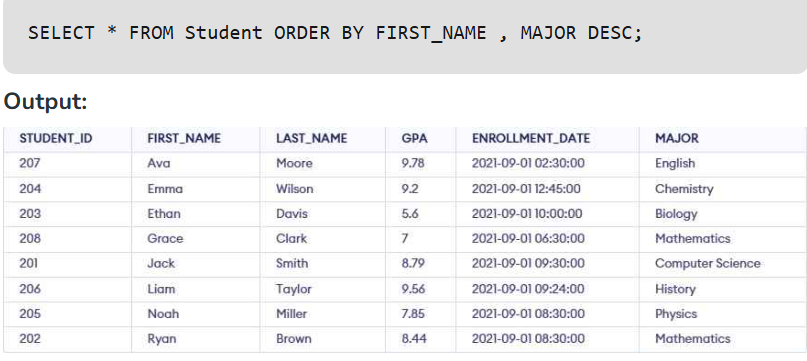 SELECT * FROM Student ORDER BY FIRST_NAME , MAJOR DESC;
Output:
STUDENT_ID FIRST_NAME LAST_NAME GPA ENROLLMENT_DATE MAJOR
207 Ava Moore 9.78 2021-09-01 02:30:00 English
204 Emma Wilson 9.2 2021-09-01 12:45:00 Chemistry
203 Ethan Davis 5.6 2021-09-01 10:00:00 Biology
208 Grace Clark 7 2021-09-01 06:30:00 Mathematics
201 Jack Smith 8.79 2021-09-01 09:30:00 Computer Science
206 Liam Taylor 9.56 2021-09-01 09:24:00 History
205 Noah Miller 7.85 2021-09-01 08:30:00 Physics
202 Ryan Brown 8.44 2021-09-01 08:30:00 Mathematics